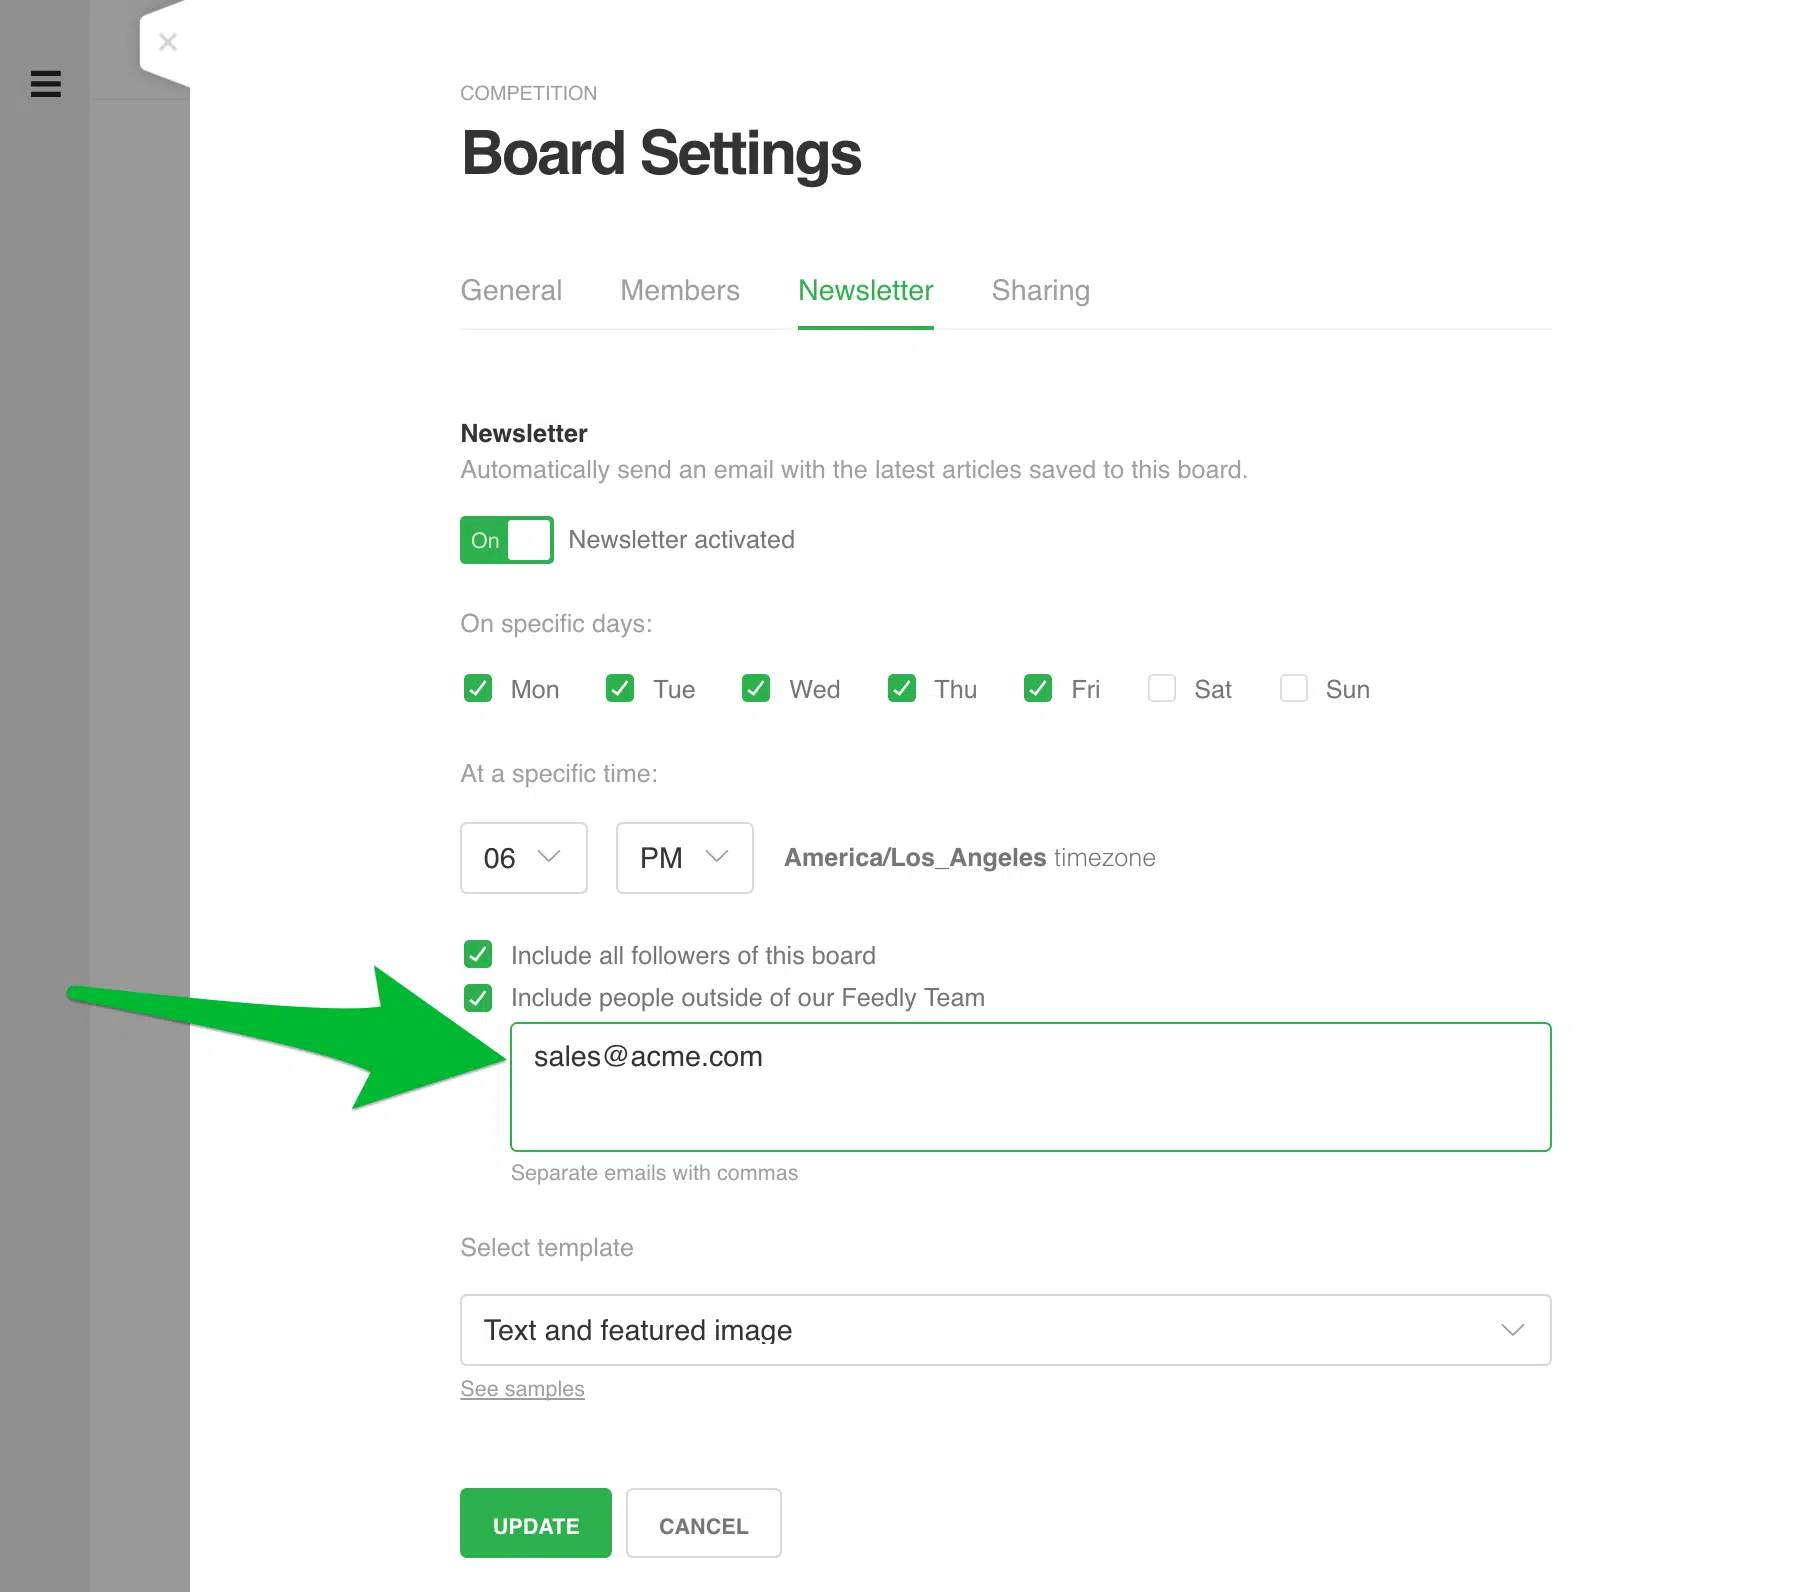 COMPETITION
Board Settings
General Members Newsletter Sharing
Newsletter
Automatically send an email with the latest articles saved to this board.
On Newsletter activated
On specific days:
Mon Tue Wed Thu Fri Sat Sun
At a specific time:
06 PM America/Los_Angeles timezone
Include all followers of this board
Include people outside of our Feedly Team
sales@acme.com
Separate emails with commas
Select template
Text and featured image
See samples
UPDATE CANCEL